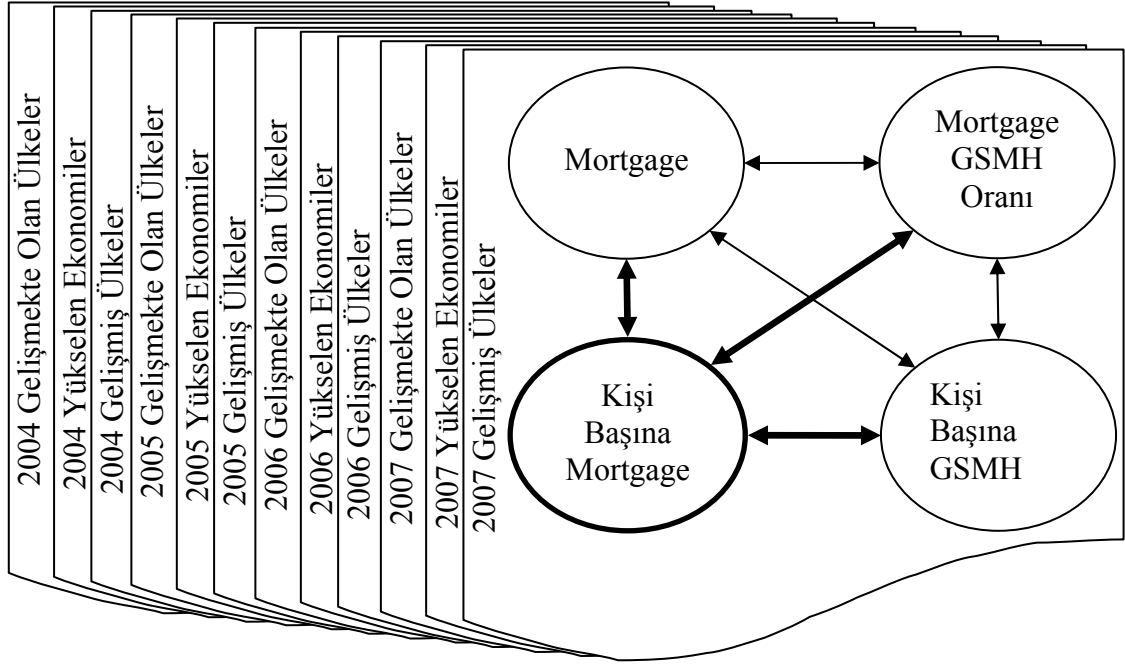 2004 Gelişmekte Olan Ülkeler
2004 Yükselen Ekonomiler
2004 Gelişmiş Ülkeler
2005 Gelişmekte Olan Ülkeler
2005 Yükselen Ekonomiler
2005 Gelişmiş Ülkeler
2006 Gelişmekte Olan Ülkeler
2006 Yükselen Ekonomiler
2006 Gelişmiş Ülkeler
2007 Gelişmekte Olan Ülkeler
2007 Yükselen Ekonomiler
2007 Gelişmiş Ülkeler
Mortgage
Mortgage
GSMH
Oranı
Kişi
Başına
Mortgage
Kişi
Başına
GSMH